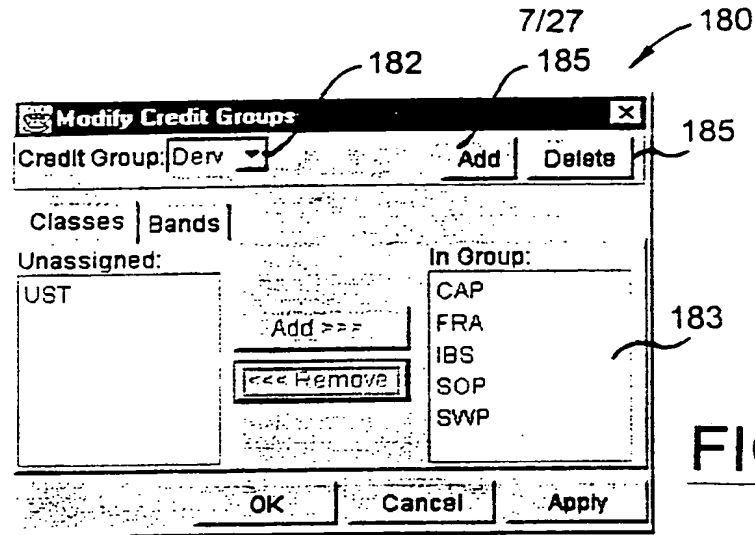 7/27
180
182
185
Modify Credit Groups
Credit Group: Derv
Add Delete
185
Classes Bands
Unassigned:
In Group:
UST
CAP
FRA
IBS
SOP
SWP
Add >>>
<<< Remove
183
OK Cancel Apply